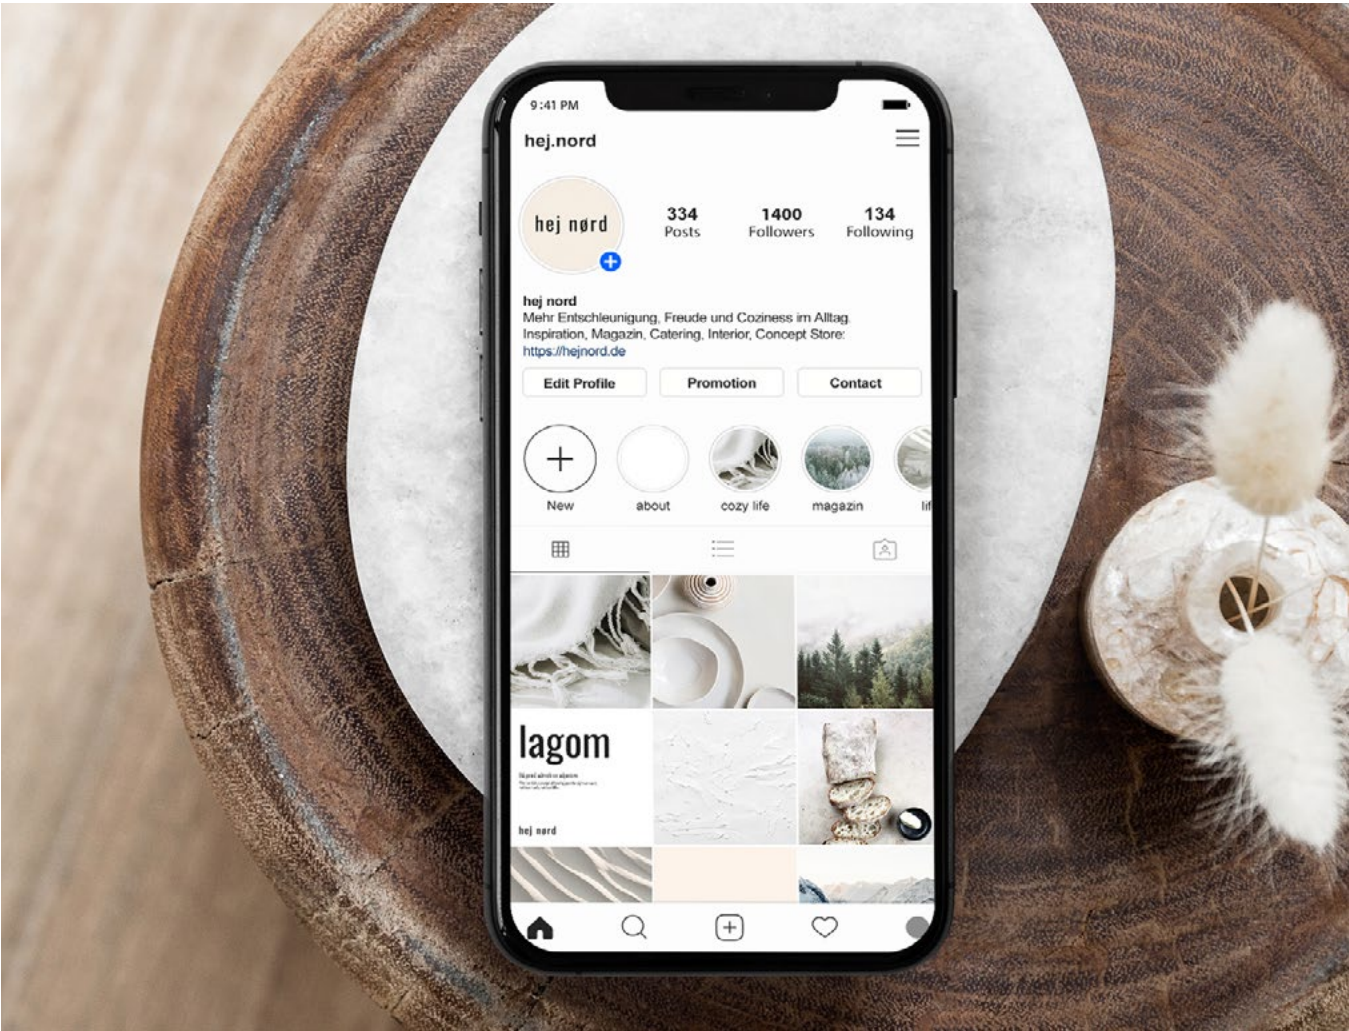 9:41 PM
hej.nord
hej nørd
334
Posts
1400
Followers
134
Following
hej nord
Mehr Entschleunigung, Freude und Coziness im Alltag.
Inspiration, Magazin, Catering, Interior, Concept Store:
https://hejnord.de
Edit Profile
Promotion
Contact
New
about
cozy life
magazin
lif
lagom
hej nørd